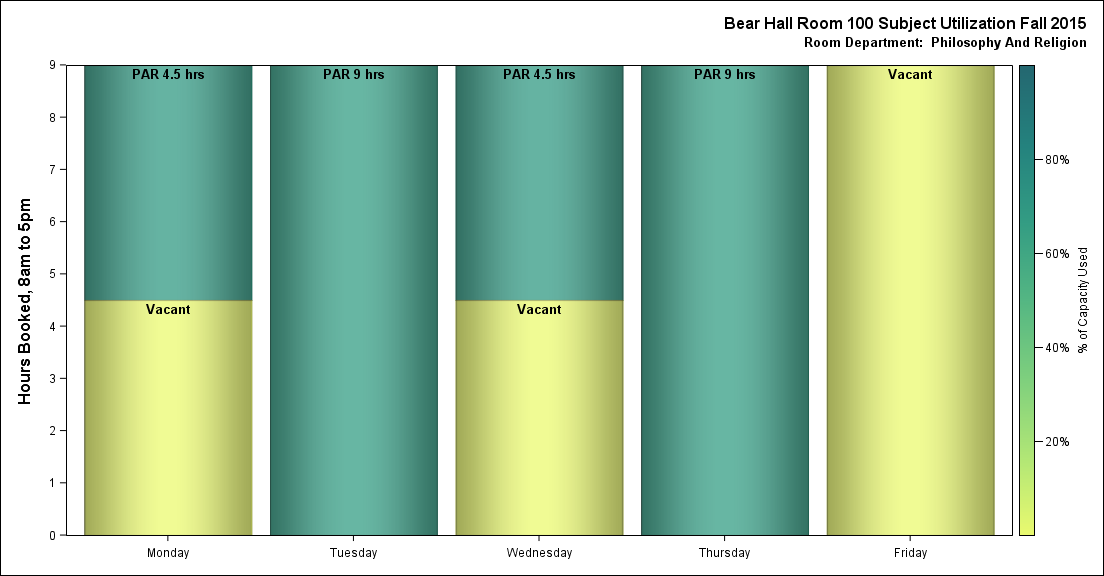 Bear Hall Room 100 Subject Utilization Fall 2015
Room Department: Philosophy And Religion
Hours Booked, 8am to 5pm
9
8
7
6
5
4
3
2
1
0
PAR 4.5 hrs
PAR 9 hrs
PAR 4.5 hrs
PAR 9 hrs
Vacant
Vacant
Vacant
Monday
Tuesday
Wednesday
Thursday
Friday
80%
60%
40%
20%
% of Capacity Used